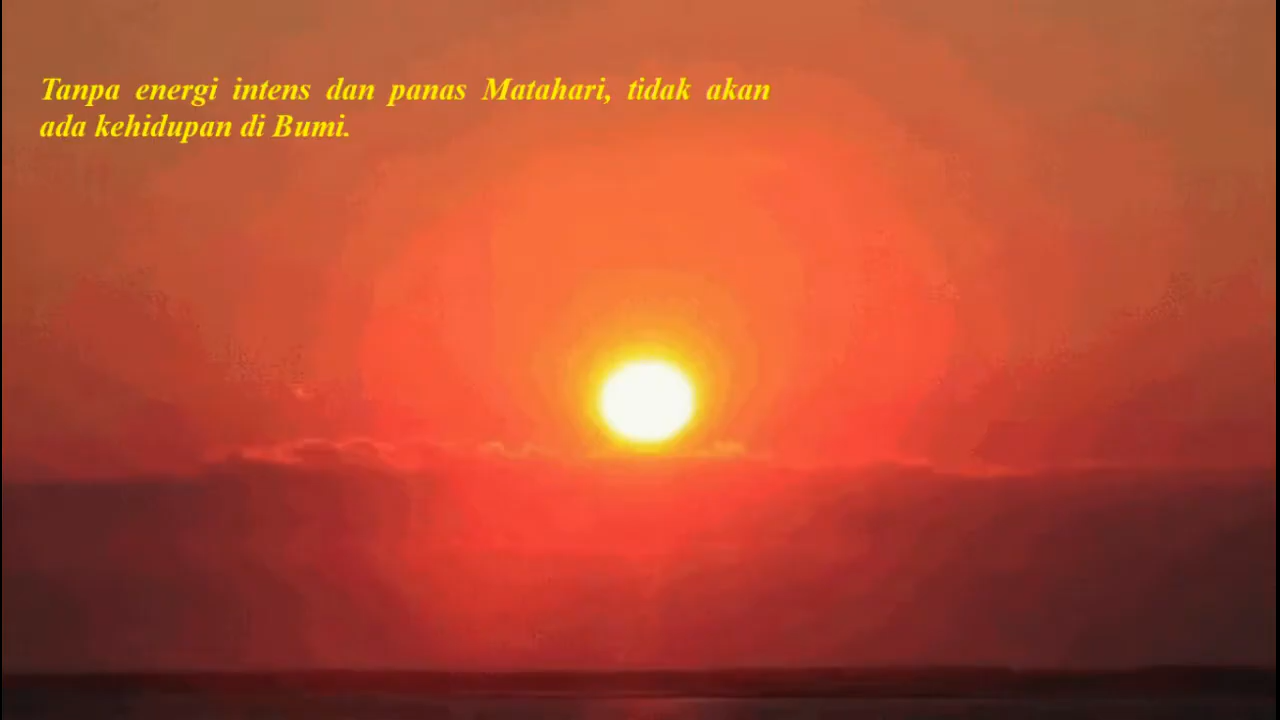 Tanpa energi intens dan panas Matahari, tidak akan
ada kehidupan di Bumi.